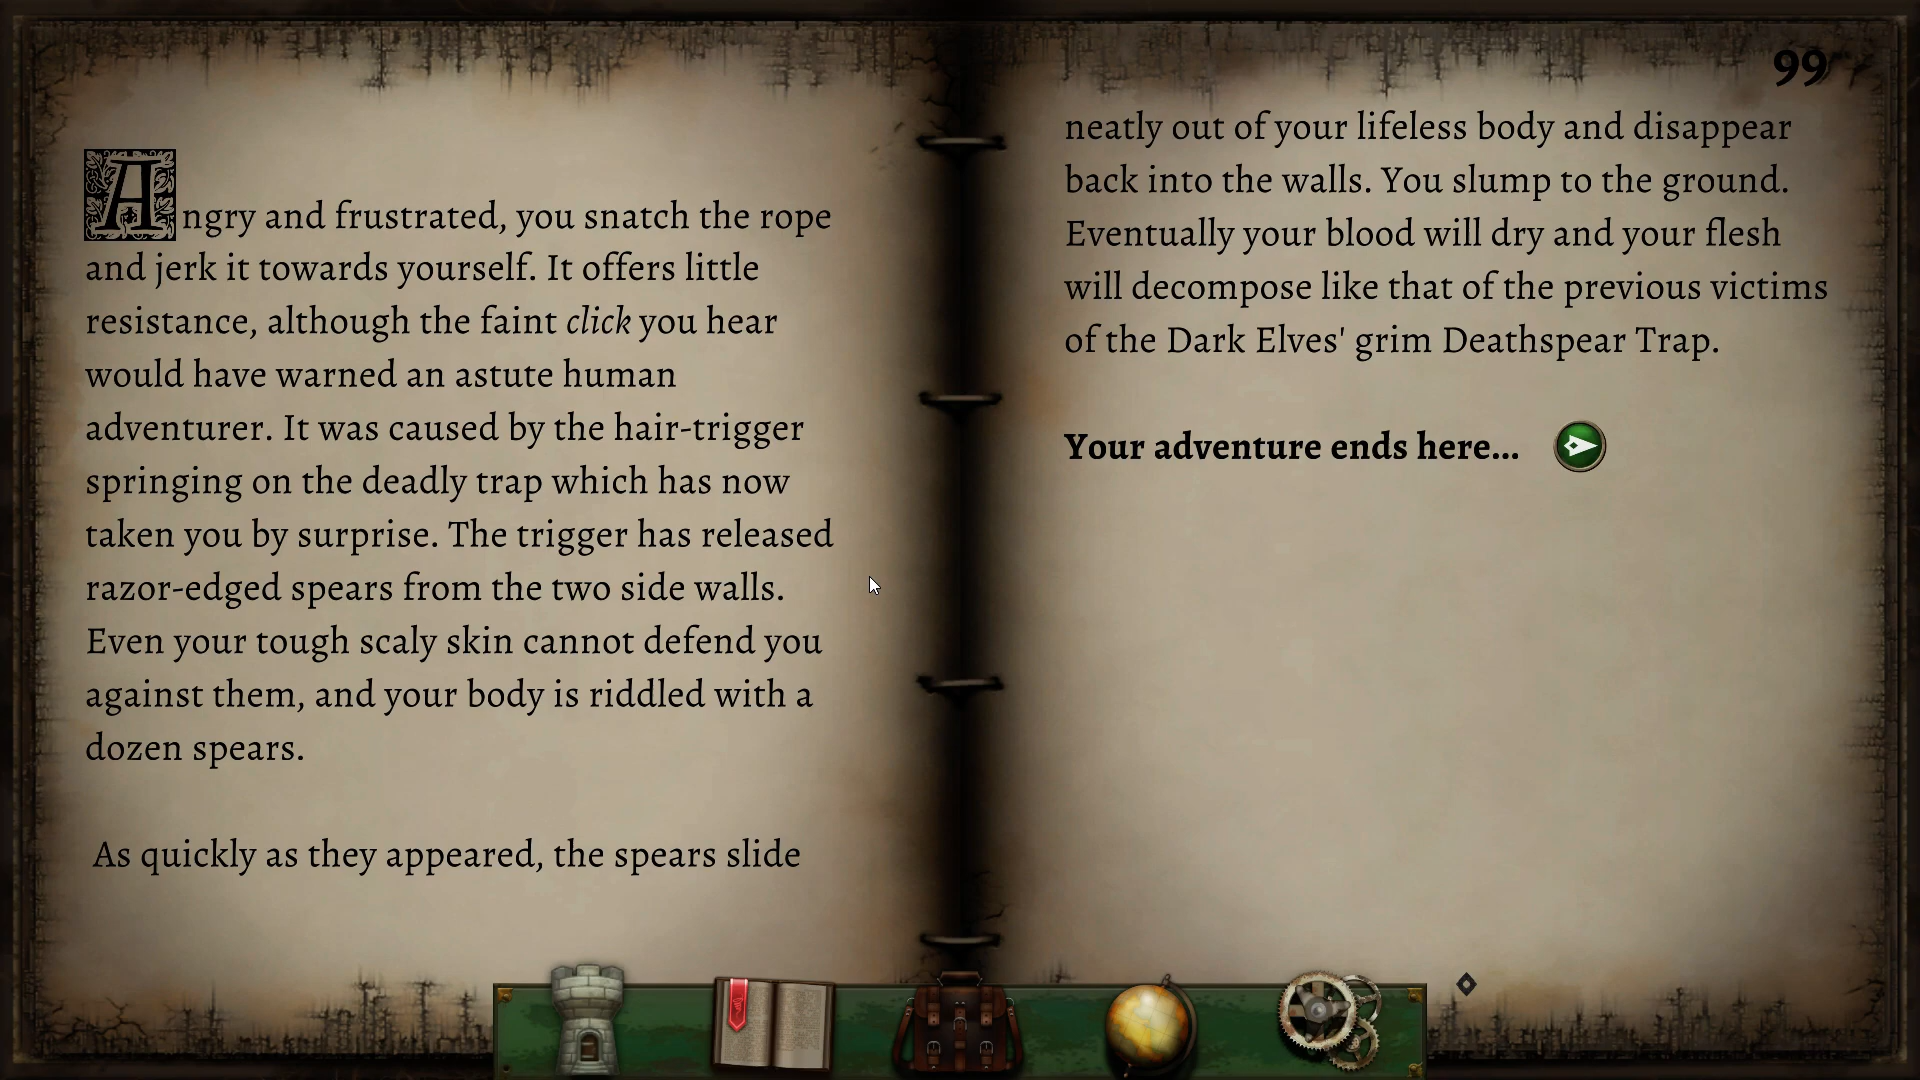 99
Angry and frustrated, you snatch the rope
and jerk it towards yourself. It offers little
resistance, although the faint click you hear
would have warned an astute human
adventurer. It was caused by the hair-trigger
springing on the deadly trap which has now
taken you by surprise. The trigger has released
razor-edged spears from the two side walls.
Even your tough scaly skin cannot defend you
against them, and your body is riddled with a
dozen spears.
As quickly as they appeared, the spears slide
neatly out of your lifeless body and disappear
back into the walls. You slump to the ground.
Eventually your blood will dry and your flesh
will decompose like that of the previous victims
of the Dark Elves' grim Deathspear Trap.
Your adventure ends here...